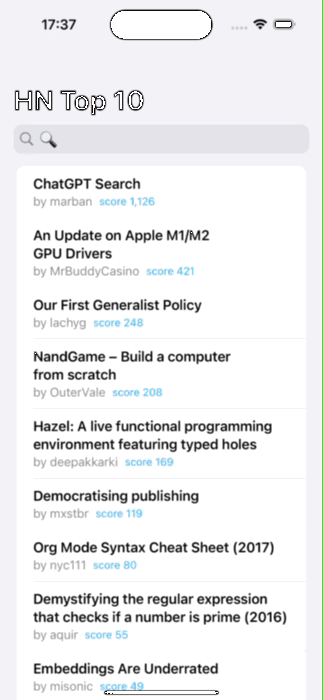 17:37
HN Top 10
ChatGPT Search
by marban score 1,126
An Update on Apple M1/M2
GPU Drivers
by MrBuddyCasino score 421
Our First Generalist Policy
by lachyg score 248
NandGame – Build a computer
from scratch
by OuterVale score 208
Hazel: A live functional programming
environment featuring typed holes
by deepakkarki score 169
Democratising publishing
by mxstbr score 119
Org Mode Syntax Cheat Sheet (2017)
by nyc111 score 80
Demystifying the regular expression
that checks if a number is prime (2016)
by aquir score 55
Embeddings Are Underrated
by misonic score 49